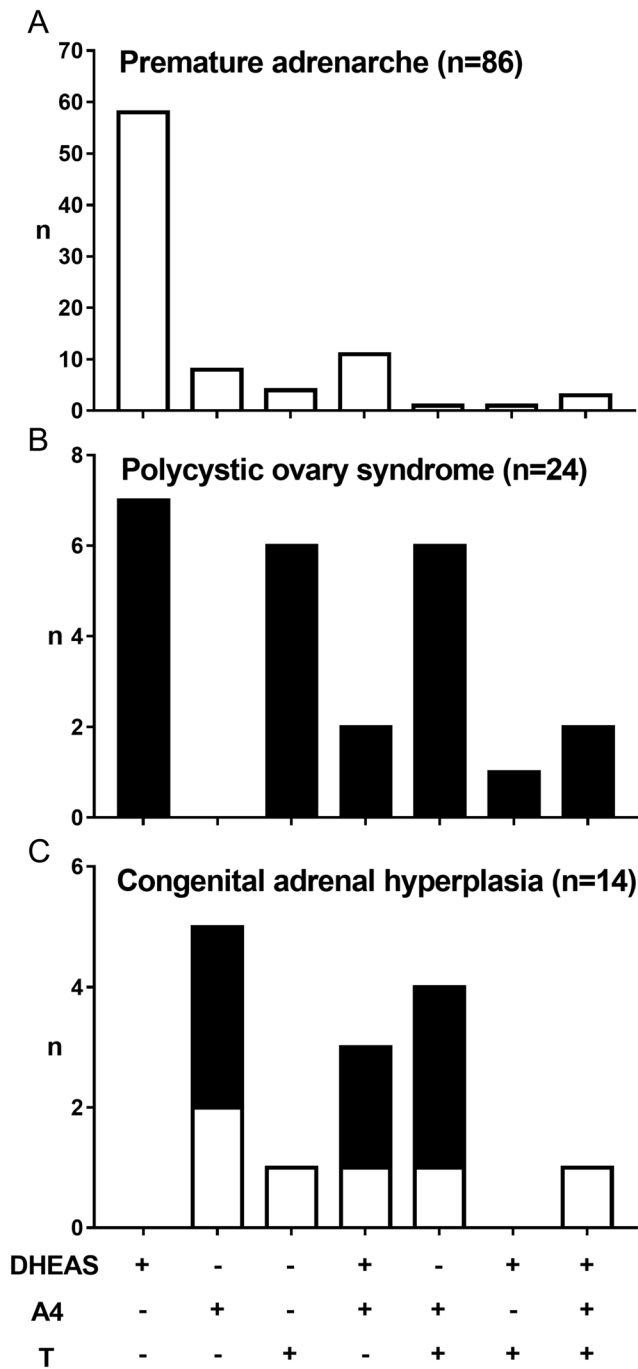 A
Premature adrenarche (n=86)
70
60
50
40
n
30
20
10
0
B
Polycystic ovary syndrome (n=24)
8
6
n 4
2
0
C
Congenital adrenal hyperplasia (n=14)
6
4
n
2
0
DHEAS + - - + - + +
A4 - + - + + - +
T - - + - + + +